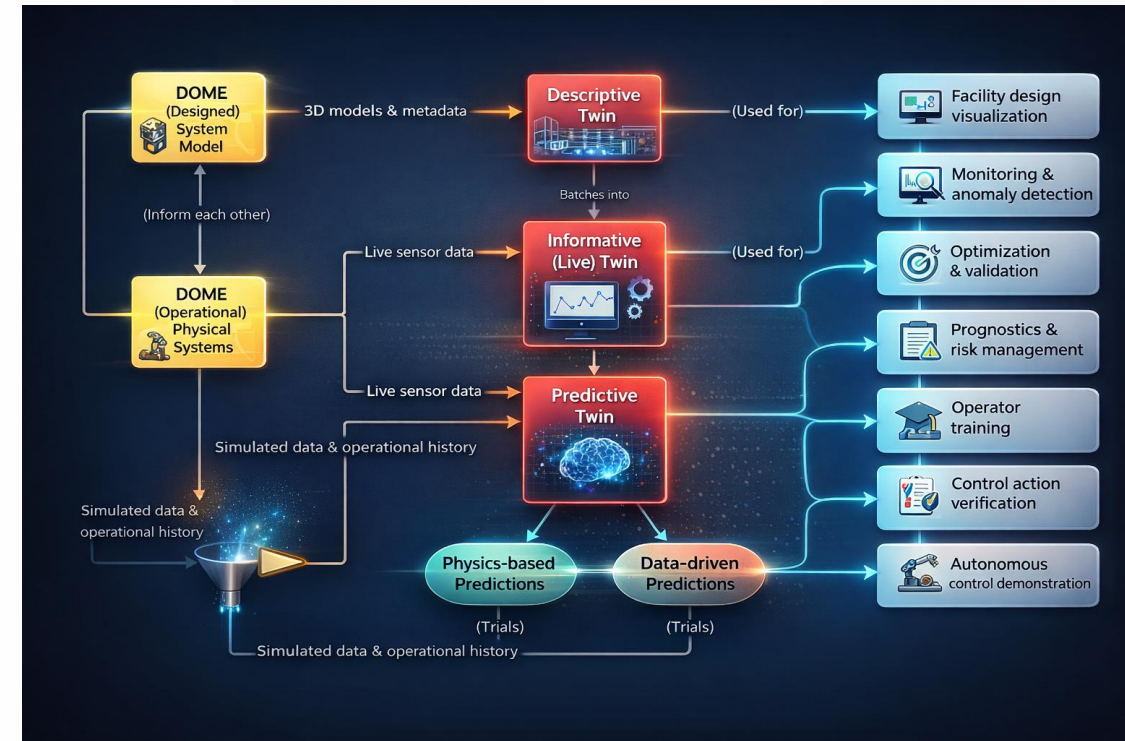 DOME
(Designed)
System
Model
3D models & metadata
Descriptive
Twin
(Used for)
Facility design
visualization
Batches into
Monitoring &
anomaly detection
(Inform each other)
Live sensor data
Informative
(Live) Twin
(Used for)
Optimization
& validation
DOME
(Operational)
Physical
Systems
Prognostics &
risk management
Live sensor data
Predictive
Twin
Operator
training
Simulated data & operational history
Control action
verification
Simulated data &
operational history
Physics-based
Predictions
Data-driven
Predictions
Autonomous
control demonstration
(Trials)
(Trials)
Simulated data & operational history